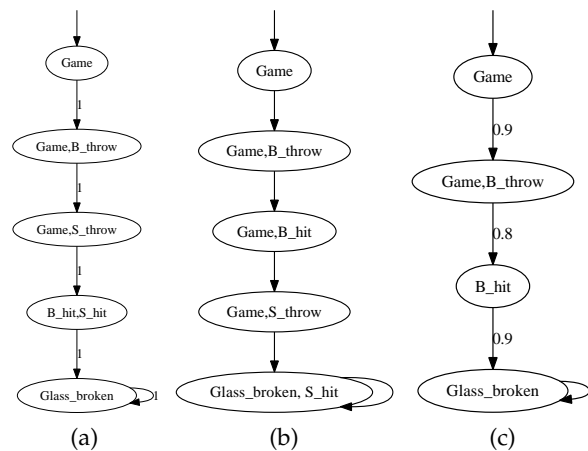 Game
1
Game,B_throw
1
Game,S_throw
1
B_hit,S_hit
1
Glass_broken 1
(a)
Game
Game,B_throw
Game,B_hit
Game,S_throw
Glass_broken, S_hit
(b)
Game
0.9
Game,B_throw
0.8
B_hit
0.9
Glass_broken
(c)